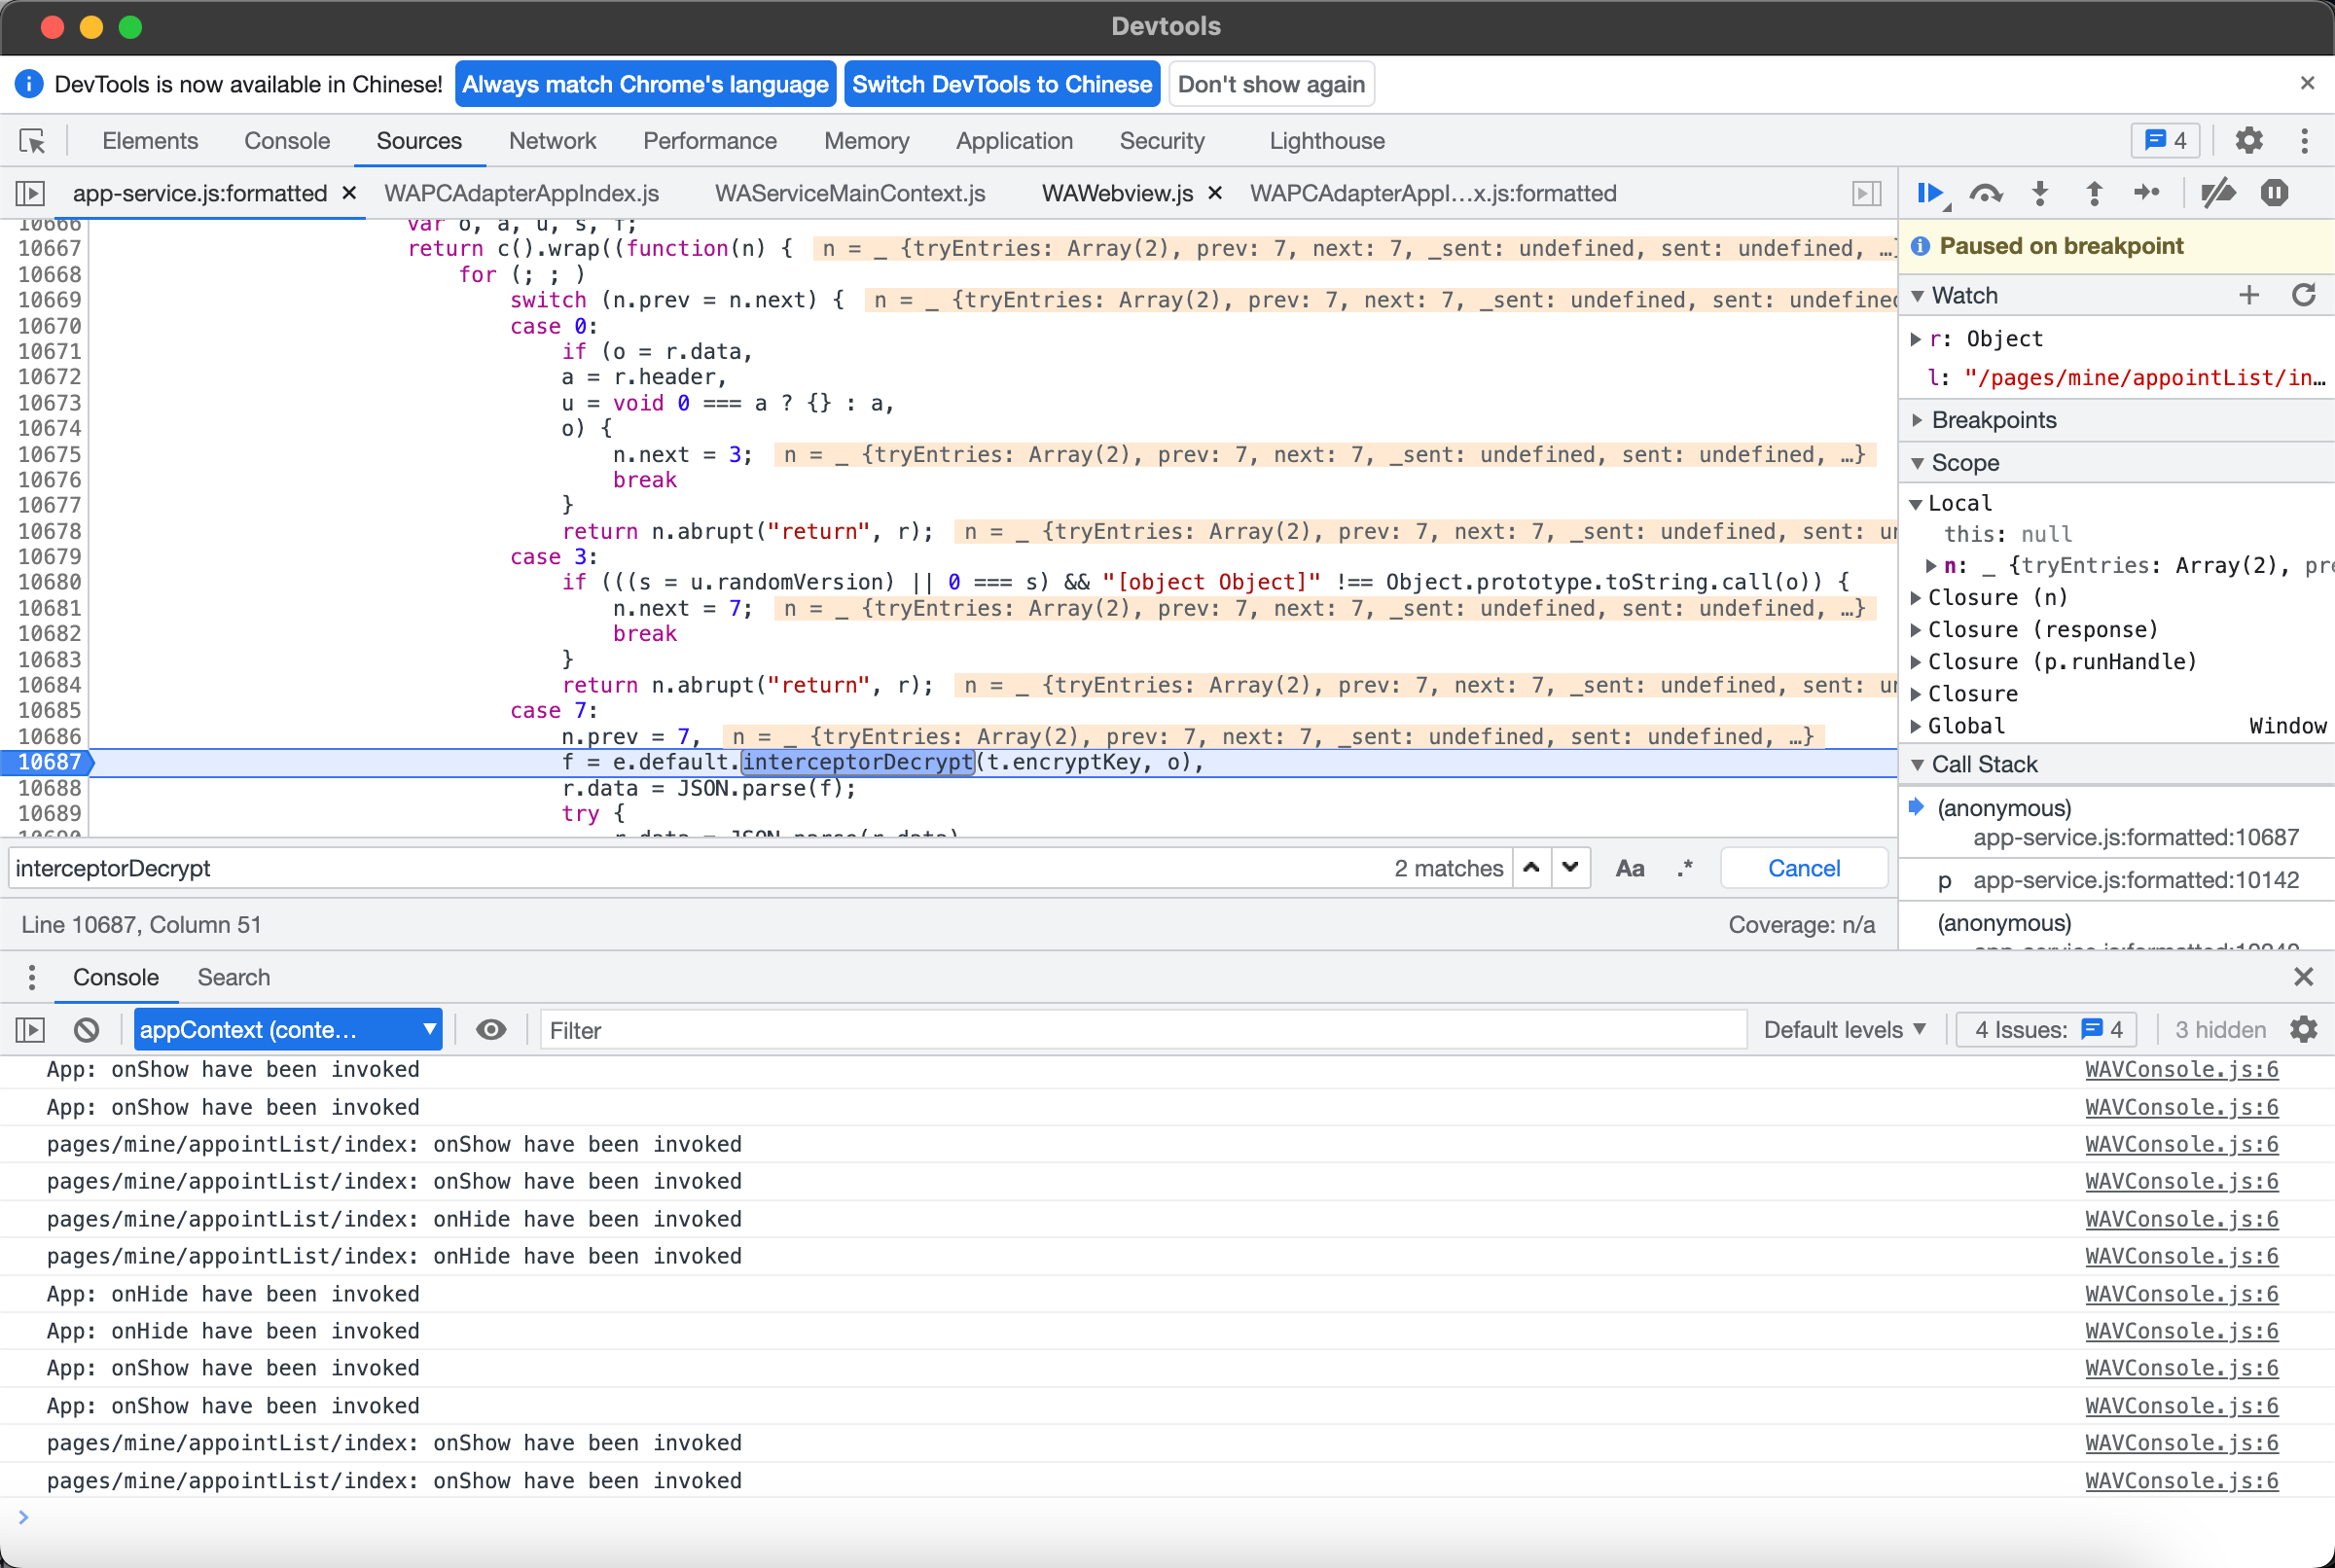 Devtools
DevTools is now available in Chinese! Always match Chrome's language Switch DevTools to Chinese Don't show again
Elements Console Sources Network Performance Memory Application Security Lighthouse 4
app-service.js:formatted WAPCAdapterAppIndex.js WAServiceMainContext.js WAWebview.js WAPCAdapterAppI…x.js:formatted
10666 var o, a, u, s, f;
10667 return c().wrap((function(n) { n = _ {tryEntries: Array(2), prev: 7, next: 7, _sent: undefined, sent: undefined, …}
10668 for (; ; )
10669 switch (n.prev = n.next) { n = _ {tryEntries: Array(2), prev: 7, next: 7, _sent: undefined, sent: undefined
10670 case 0:
10671 if (o = r.data,
10672 a = r.header,
10673 u = void 0 === a ? {} : a,
10674 o) {
10675 n.next = 3; n = _ {tryEntries: Array(2), prev: 7, next: 7, _sent: undefined, sent: undefined, …}
10676 break
10677 }
10678 return n.abrupt("return", r); n = _ {tryEntries: Array(2), prev: 7, next: 7, _sent: undefined, sent: un
10679 case 3:
10680 if (((s = u.randomVersion) || 0 === s) && "[object Object]" !== Object.prototype.toString.call(o)) {
10681 n.next = 7; n = _ {tryEntries: Array(2), prev: 7, next: 7, _sent: undefined, sent: undefined, …}
10682 break
10683 }
10684 return n.abrupt("return", r); n = _ {tryEntries: Array(2), prev: 7, next: 7, _sent: undefined, sent: un
10685 case 7:
10686 n.prev = 7, n = _ {tryEntries: Array(2), prev: 7, next: 7, _sent: undefined, sent: undefined, …}
10687 f = e.default.interceptorDecrypt(t.encryptKey, o),
10688 r.data = JSON.parse(f);
10689 try {
10690 r.data = JSON.parse(r.data)
interceptorDecrypt 2 matches Aa .* Cancel
Line 10687, Column 51 Coverage: n/a
Paused on breakpoint
Watch
r: Object
l: "/pages/mine/appointList/in…
Breakpoints
Scope
Local
this: null
n: _ {tryEntries: Array(2), pre
Closure (n)
Closure (response)
Closure (p.runHandle)
Closure
Global Window
Call Stack
(anonymous)
app-service.js:formatted:10687
p app-service.js:formatted:10142
(anonymous)
Console Search
appContext (conte… Filter Default levels 4 Issues: 4 3 hidden
App: onShow have been invoked WAVConsole.js:6
App: onShow have been invoked WAVConsole.js:6
pages/mine/appointList/index: onShow have been invoked WAVConsole.js:6
pages/mine/appointList/index: onShow have been invoked WAVConsole.js:6
pages/mine/appointList/index: onHide have been invoked WAVConsole.js:6
pages/mine/appointList/index: onHide have been invoked WAVConsole.js:6
App: onHide have been invoked WAVConsole.js:6
App: onHide have been invoked WAVConsole.js:6
App: onShow have been invoked WAVConsole.js:6
App: onShow have been invoked WAVConsole.js:6
pages/mine/appointList/index: onShow have been invoked WAVConsole.js:6
pages/mine/appointList/index: onShow have been invoked WAVConsole.js:6